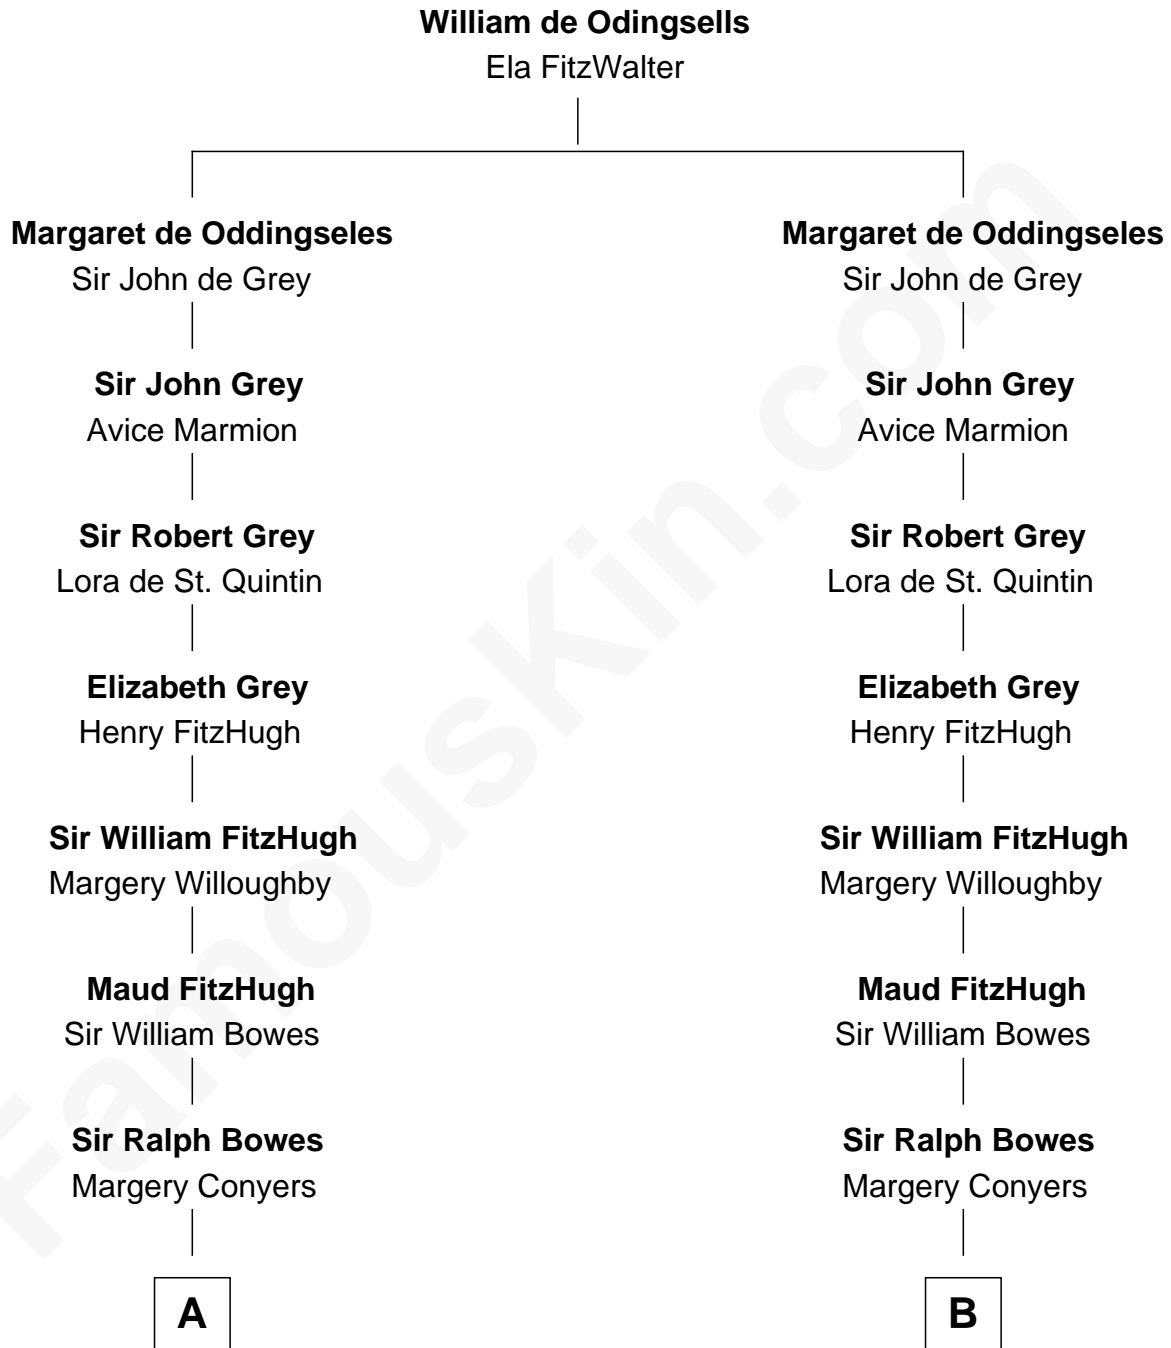 William de Odingsells
Ela FitzWalter
Margaret de Oddingseles
Sir John de Grey
Margaret de Oddingseles
Sir John de Grey
Sir John Grey
Avice Marmion
Sir John Grey
Avice Marmion
Sir Robert Grey
Lora de St. Quintin
Sir Robert Grey
Lora de St. Quintin
Elizabeth Grey
Henry FitzHugh
Elizabeth Grey
Henry FitzHugh
Sir William FitzHugh
Margery Willoughby
Sir William FitzHugh
Margery Willoughby
Maud FitzHugh
Sir William Bowes
Maud FitzHugh
Sir William Bowes
Sir Ralph Bowes
Margery Conyers
Sir Ralph Bowes
Margery Conyers
A
B
FamousKin.com